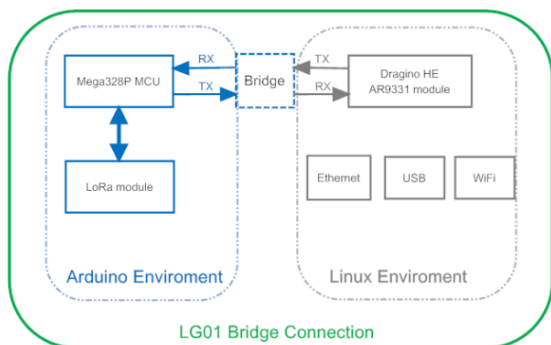 RX
TX
Mega328P MCU
Bridge
Dragino HE
AR9331 module
TX
RX
LoRa module
Ethernet
USB
WiFi
Arduino Enviroment
Linux Enviroment
LG01 Bridge Connection